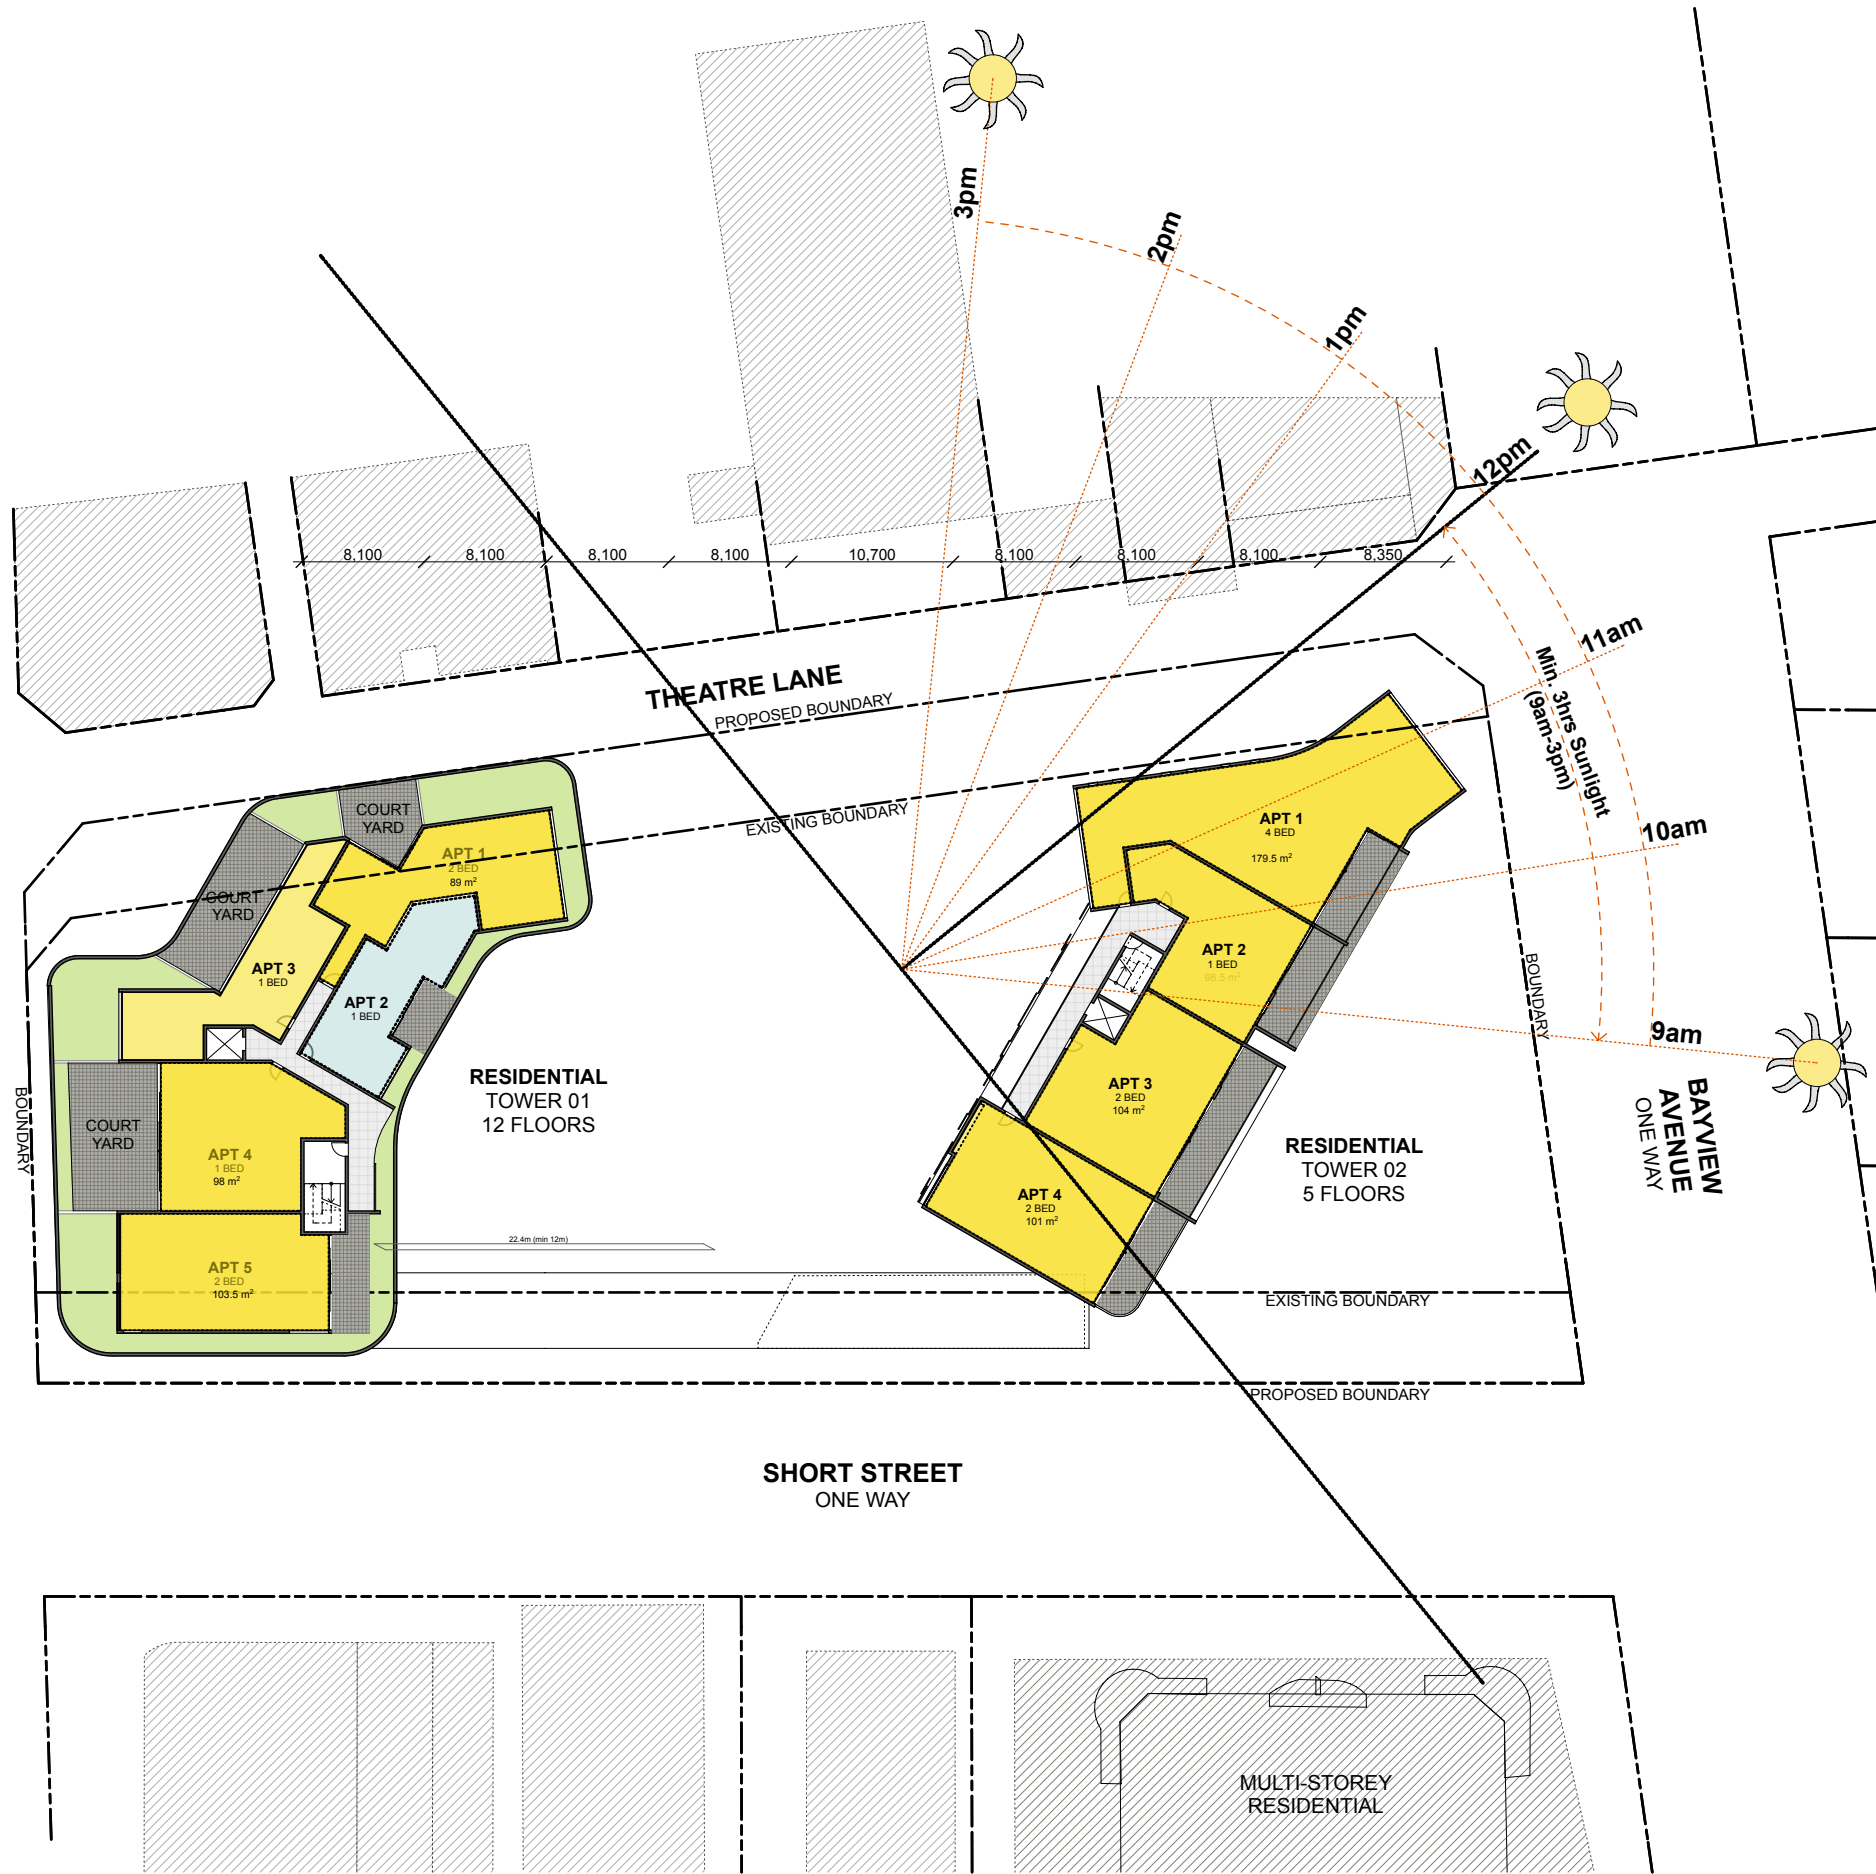 3pm
2pm
1pm
12pm
11am
10am
9am
Min. 3hrs Sunlight
(9am-3pm)
8,100
8,100
8,100
8,100
10,700
8,100
8,100
8,100
8,350
THEATRE LANE
PROPOSED BOUNDARY
EXISTING BOUNDARY
COURT
YARD
APT 1
2 BED
89 m²
COURT
YARD
APT 3
1 BED
APT 2
1 BED
COURT
YARD
APT 4
1 BED
98 m²
APT 5
2 BED
103.5 m²
BOUNDARY
RESIDENTIAL
TOWER 01
12 FLOORS
22.4m (min 12m)
APT 1
4 BED
179.5 m²
APT 2
1 BED
96.5 m²
APT 3
2 BED
104 m²
APT 4
2 BED
101 m²
RESIDENTIAL
TOWER 02
5 FLOORS
BOUNDARY
BAYVIEW
AVENUE
ONE WAY
EXISTING BOUNDARY
PROPOSED BOUNDARY
SHORT STREET
ONE WAY
MULTI-STOREY
RESIDENTIAL